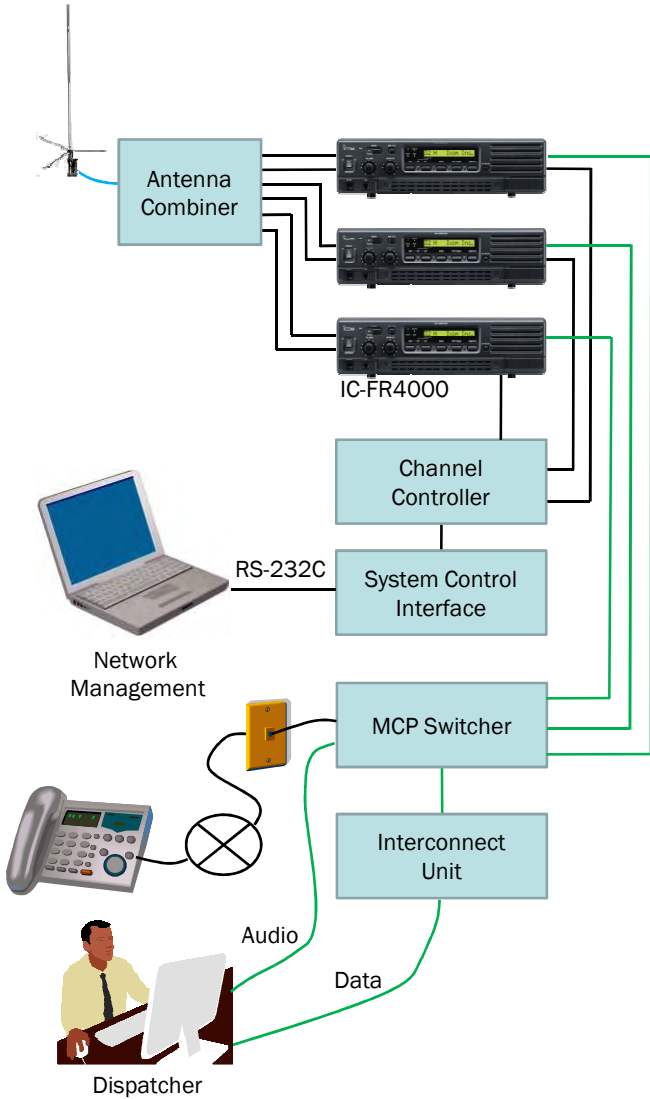 Antenna
Combiner
IC-FR4000
Channel
Controller
RS-232C
System Control
Interface
Network
Management
MCP Switcher
Interconnect
Unit
Audio
Data
Dispatcher